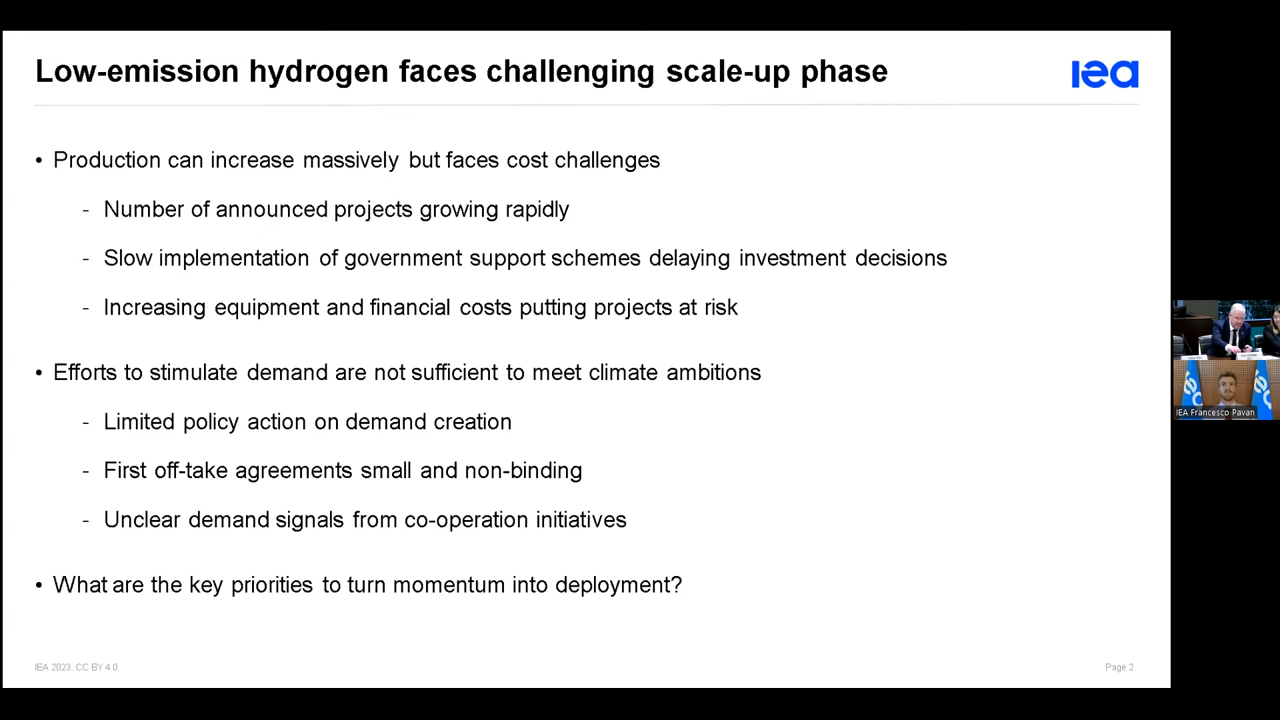 Low-emission hydrogen faces challenging scale-up phase
iea
• Production can increase massively but faces cost challenges
- Number of announced projects growing rapidly
- Slow implementation of government support schemes delaying investment decisions
- Increasing equipment and financial costs putting projects at risk
• Efforts to stimulate demand are not sufficient to meet climate ambitions
- Limited policy action on demand creation
- First off-take agreements small and non-binding
- Unclear demand signals from co-operation initiatives
• What are the key priorities to turn momentum into deployment?
IEA 2023. CC BY 4.0.
Page 2
IEA Francesco Pavan